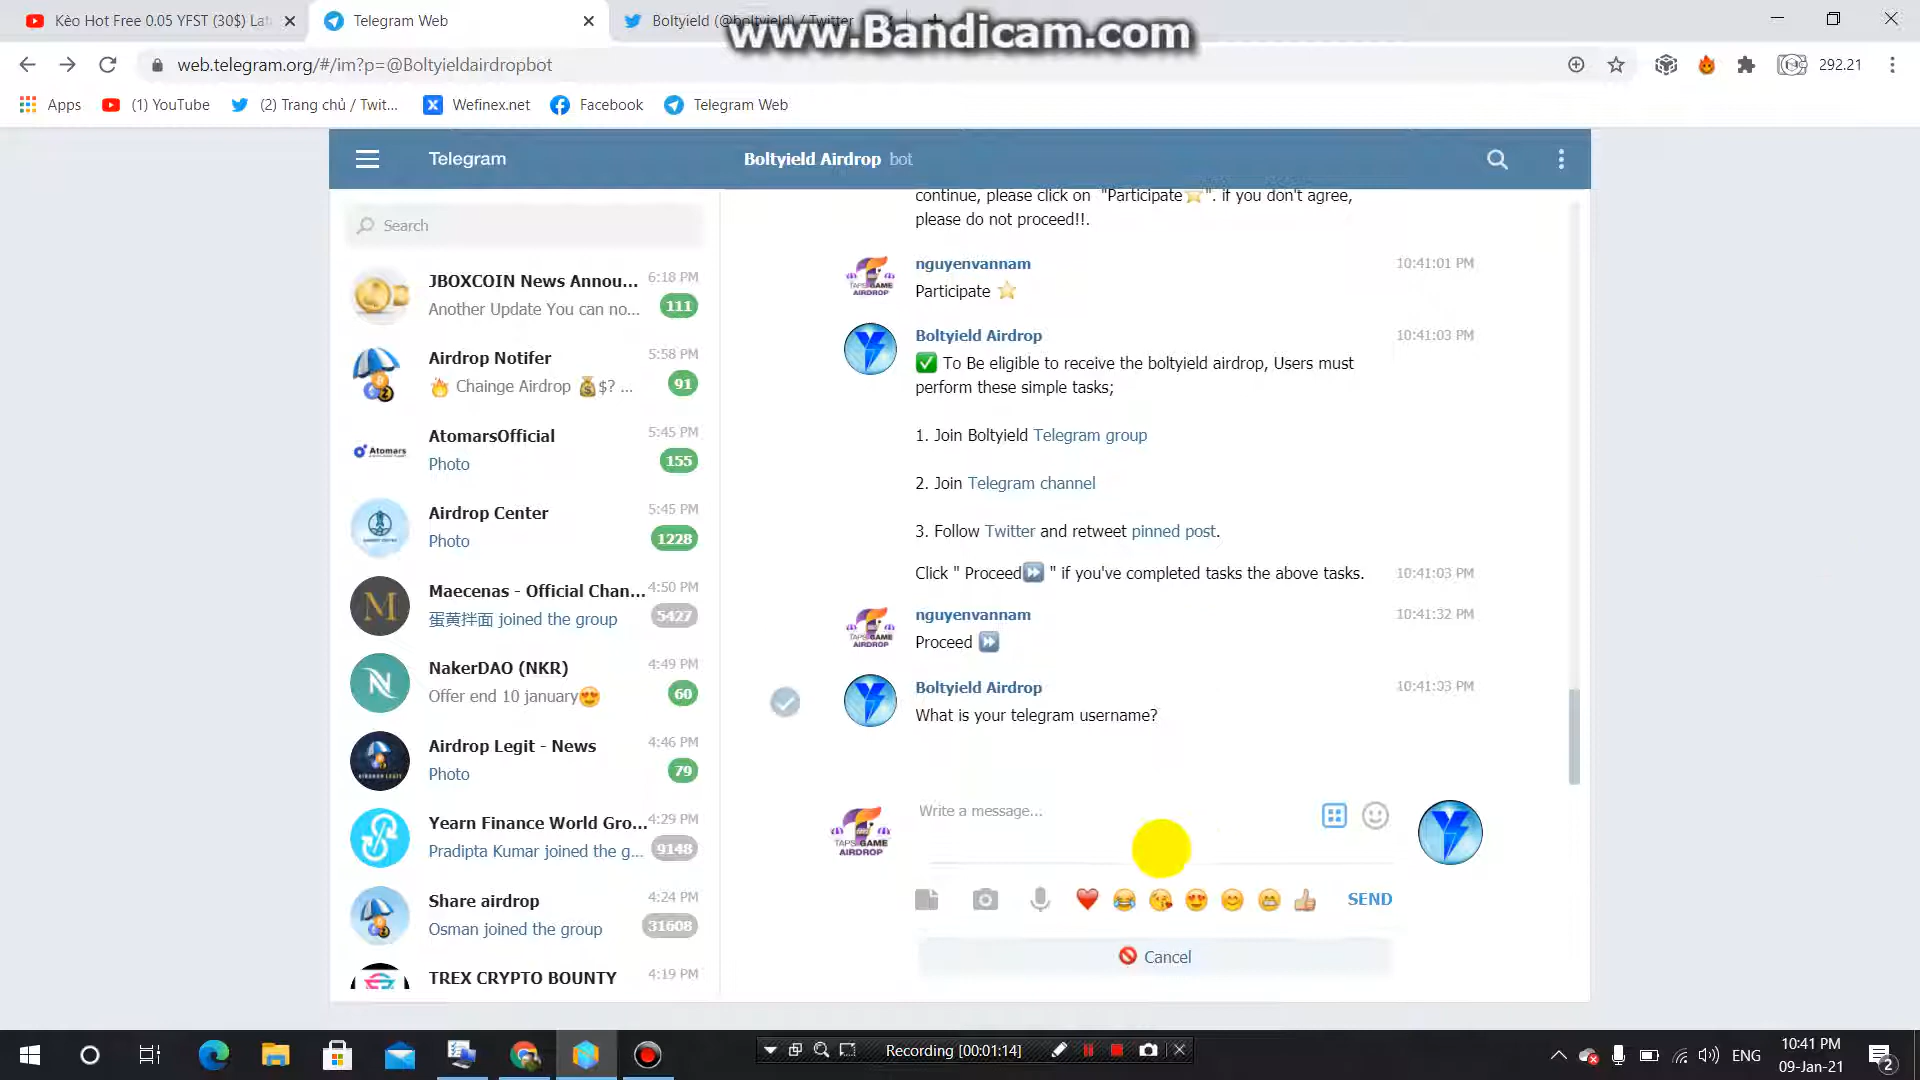 Kèo Hot Free 0.05 YFST (30$) Lat
Telegram Web
Boltyield (@boltyield) / Twitter
www.Bandicam.com
web.telegram.org/#/im?p=@Boltyieldairdropbot
292.21
Apps
(1) YouTube
(2) Trang chủ / Twit...
Wefinex.net
Facebook
Telegram Web
Telegram
Boltyield Airdrop bot
Search
JBOXCOIN News Annou... 6:18 PM
Another Update You can no... 111
Airdrop Notifer 5:58 PM
🔥 Chainge Airdrop 💰$? ... 91
AtomarsOfficial 5:45 PM
Photo 155
Atomars
Airdrop Center 5:45 PM
Photo 1228
Maecenas - Official Chan... 4:50 PM
蛋黄拌面 joined the group 5427
M
NakerDAO (NKR) 4:49 PM
Offer end 10 january😍 60
Airdrop Legit - News 4:46 PM
Photo 79
AIRDROP LEGIT
Yearn Finance World Gro... 4:29 PM
Pradipta Kumar joined the g... 9148
Share airdrop 4:24 PM
Osman joined the group 31608
TREX CRYPTO BOUNTY 4:19 PM
continue, please click on "Participate⭐". if you don't agree,
please do not proceed!!.
nguyenvannam 10:41:01 PM
Participate ⭐
Boltyield Airdrop 10:41:03 PM
✅ To Be eligible to receive the boltyield airdrop, Users must
perform these simple tasks;
1. Join Boltyield Telegram group
2. Join Telegram channel
3. Follow Twitter and retweet pinned post.
Click " Proceed⏩ " if you've completed tasks the above tasks. 10:41:03 PM
nguyenvannam 10:41:32 PM
Proceed ⏩
Boltyield Airdrop 10:41:33 PM
What is your telegram username?
Write a message...
TAPS GAME
AIRDROP
SEND
🚫 Cancel
Recording [00:01:14]
ENG
10:41 PM
09-Jan-21
2